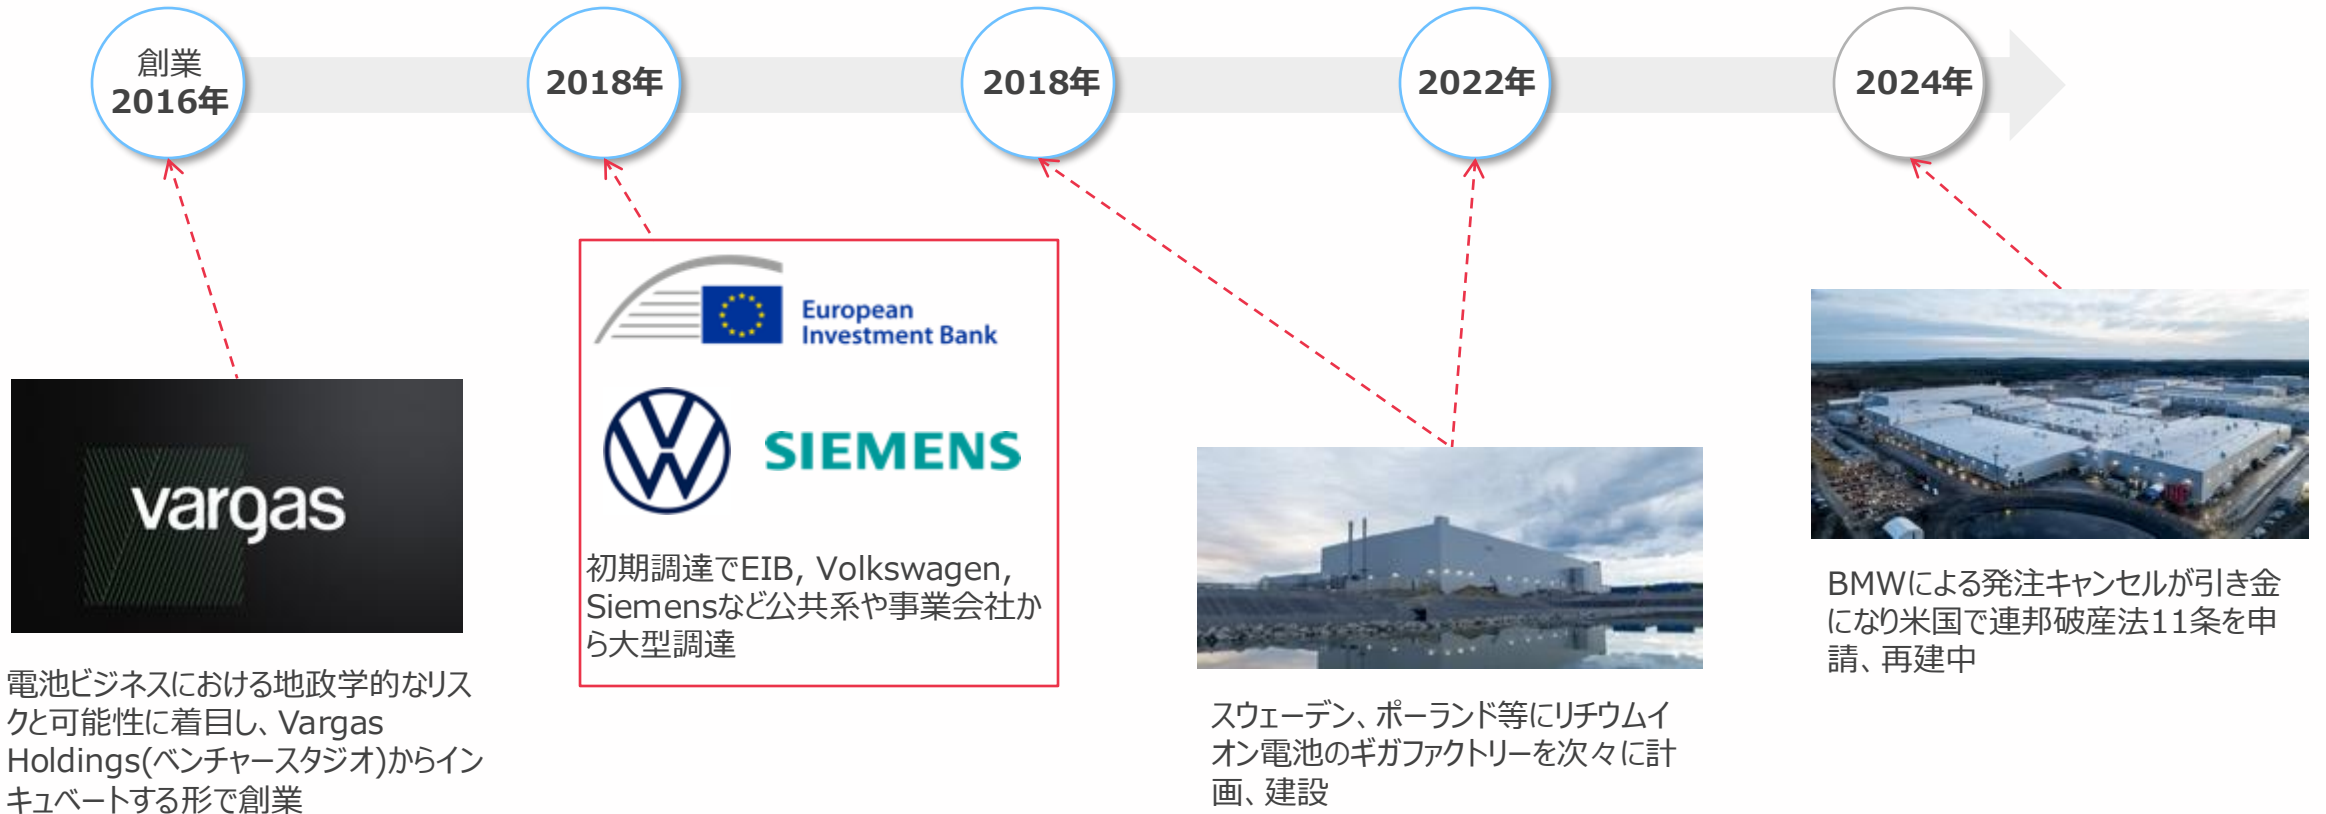 創業
2016年
2018年
2018年
2022年
2024年
vargas
電池ビジネスにおける地政学的なリス
クと可能性に着目し、Vargas
Holdings(ベンチャースタジオ)からイン
キュベートする形で創業
European
Investment Bank
SIEMENS
初期調達でEIB, Volkswagen,
Siemensなど公共系や事業会社か
ら大型調達
スウェーデン、ポーランド等にリチウムイ
オン電池のギガファクトリーを次々に計
画、建設
BMWによる発注キャンセルが引き金
になり米国で連邦破産法11条を申
請、再建中